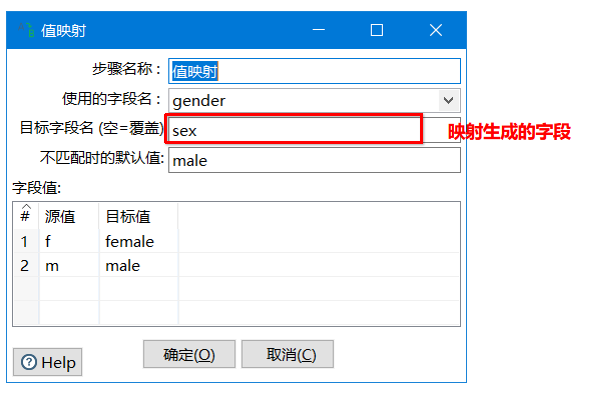 值映射
步骤名称：值映射
使用的字段名：gender
目标字段名 (空=覆盖) sex 映射生成的字段
不匹配时的默认值: male
字段值:
# 源值 目标值
1 f female
2 m male
Help 确定(O) 取消(C)